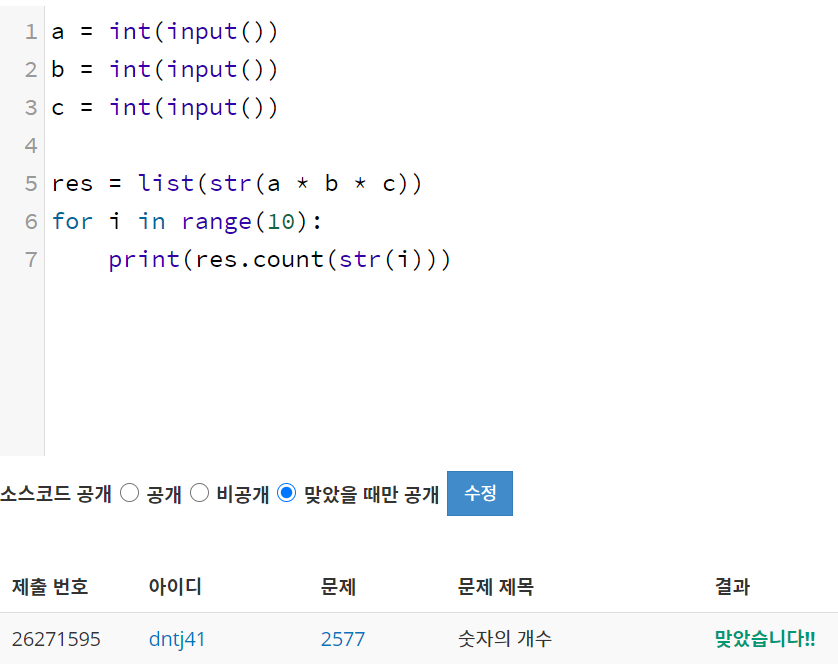 1 a = int(input())
2 b = int(input())
3 c = int(input())
4
5 res = list(str(a * b * c))
6 for i in range(10):
7     print(res.count(str(i)))
소스코드 공개 공개 비공개 맞았을 때만 공개 수정
제출 번호 아이디 문제 문제 제목 결과
26271595 dntj41 2577 숫자의 개수 맞았습니다!!